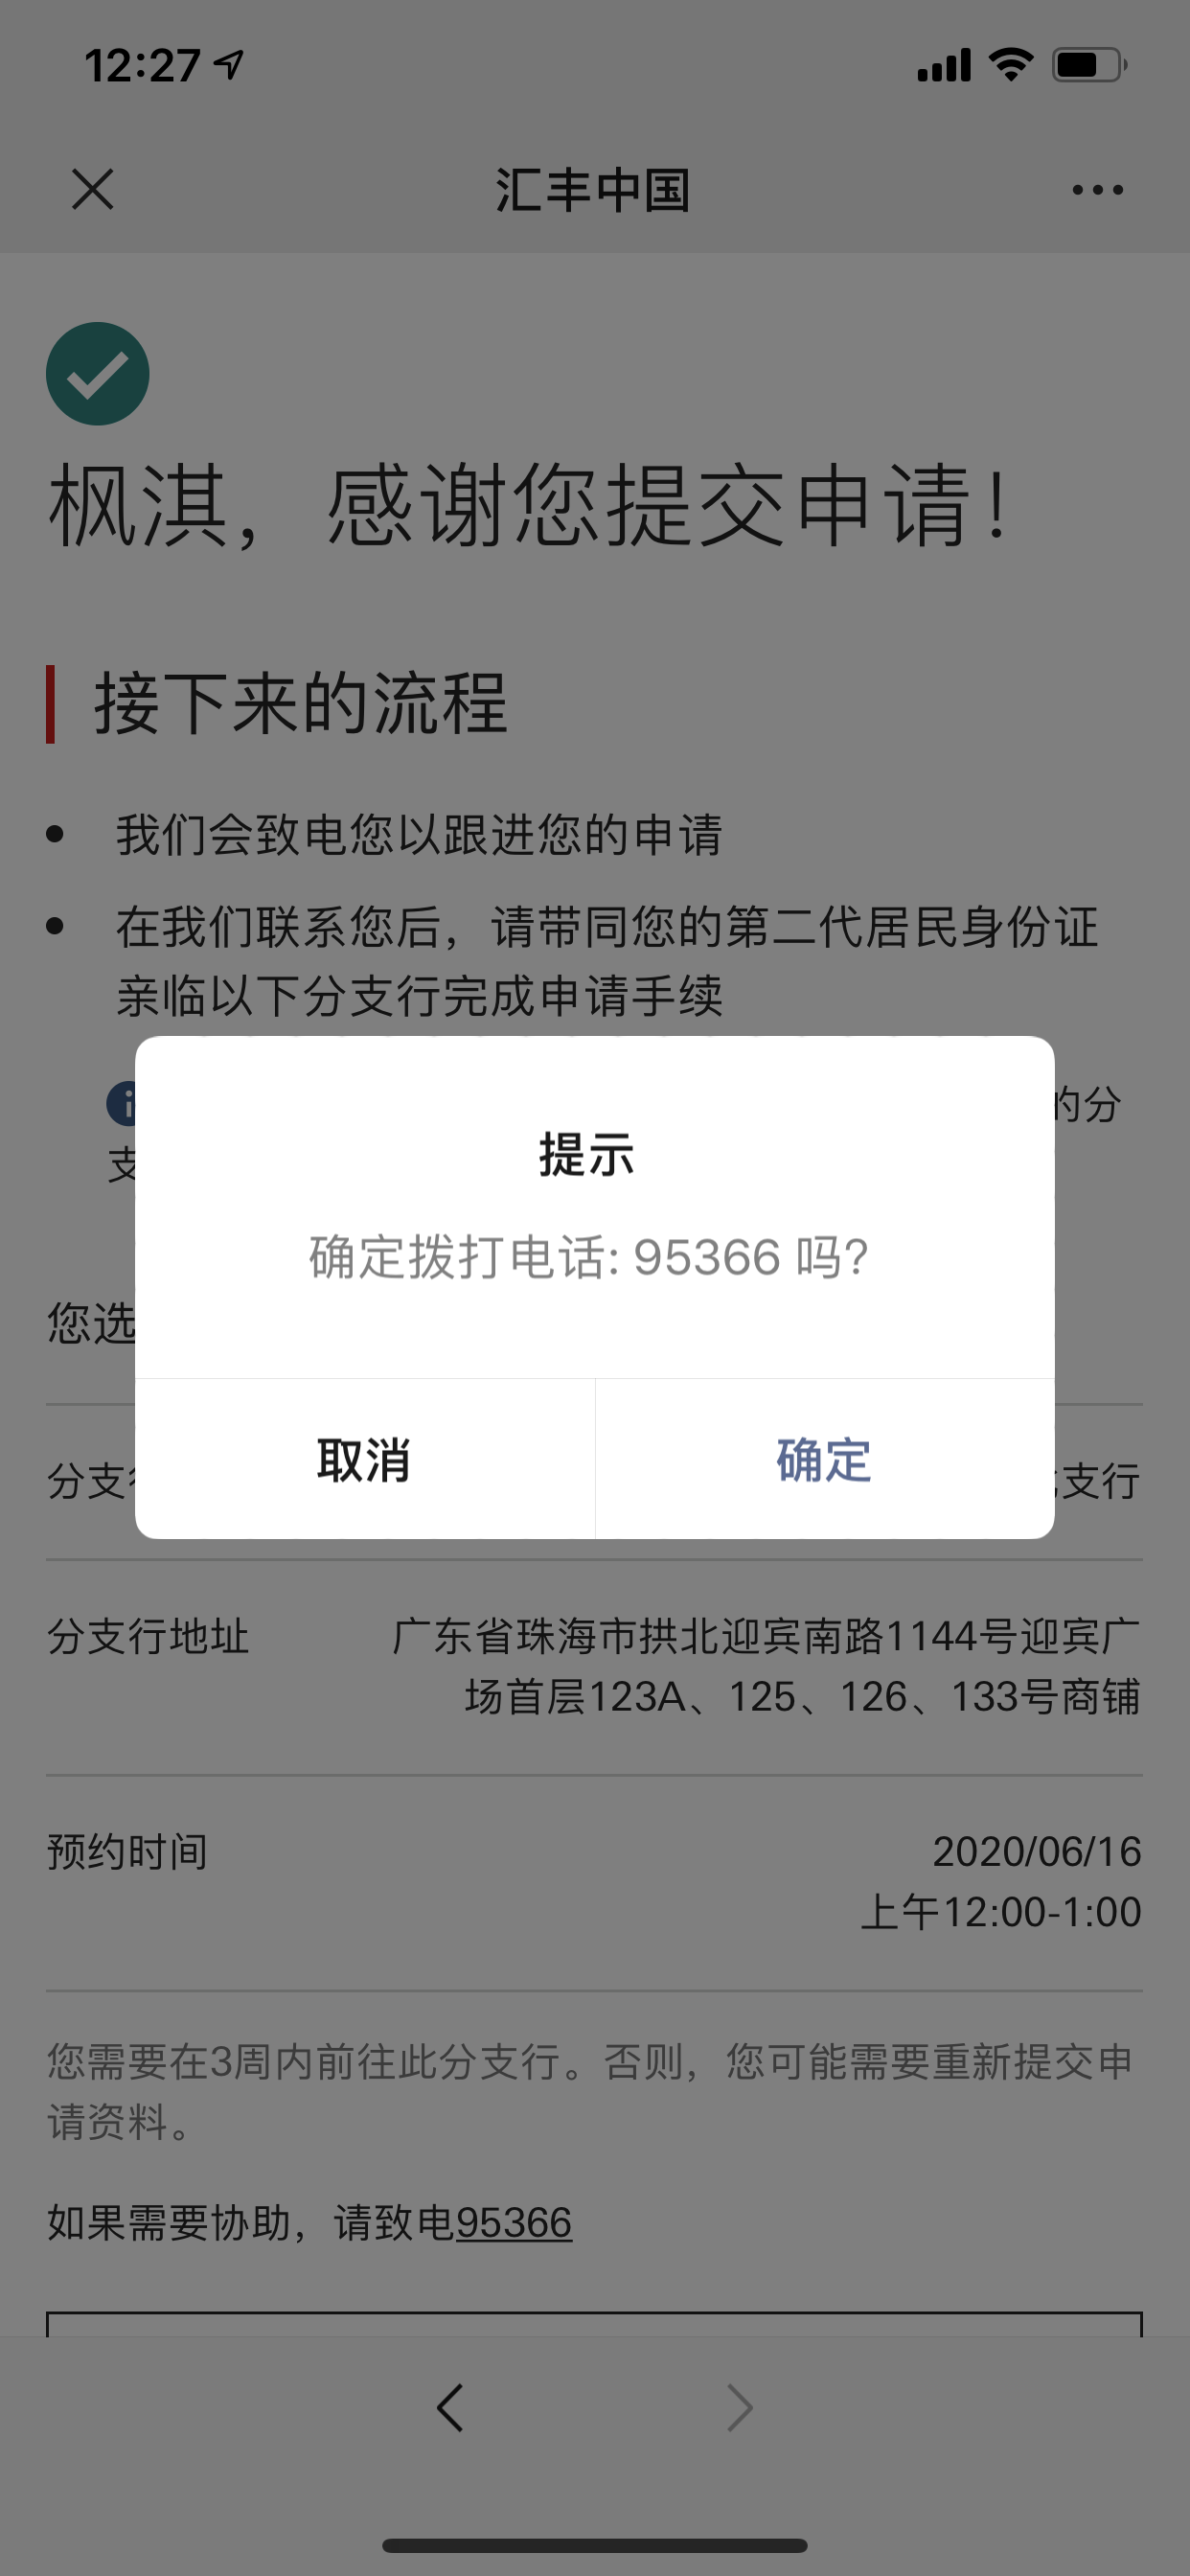 12:27
汇丰中国
枫淇，感谢您提交申请！
接下来的流程
我们会致电您以跟进您的申请
在我们联系您后，请带同您的第二代居民身份证
亲临以下分支行完成申请手续
的分
支
提示
确定拨打电话: 95366 吗?
您选
取消 确定
分支 支行
分支行地址 广东省珠海市拱北迎宾南路1144号迎宾广
场首层123A、125、126、133号商铺
预约时间 2020/06/16
上午12:00-1:00
您需要在3周内前往此分支行。否则，您可能需要重新提交申
请资料。
如果需要协助，请致电95366